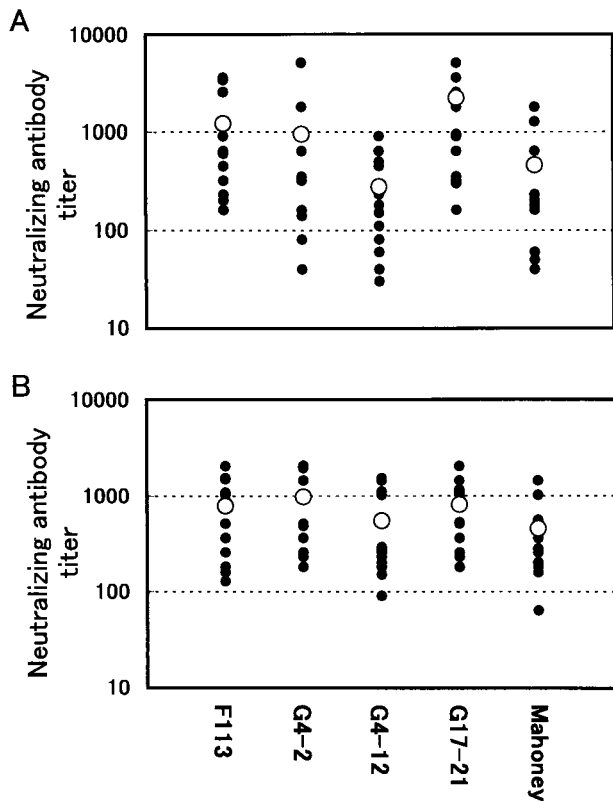 A
10000
1000
100
10
Neutralizing antibody
titer
B
10000
1000
100
10
Neutralizing antibody
titer
F113
G4-2
G4-12
G17-21
Mahoney